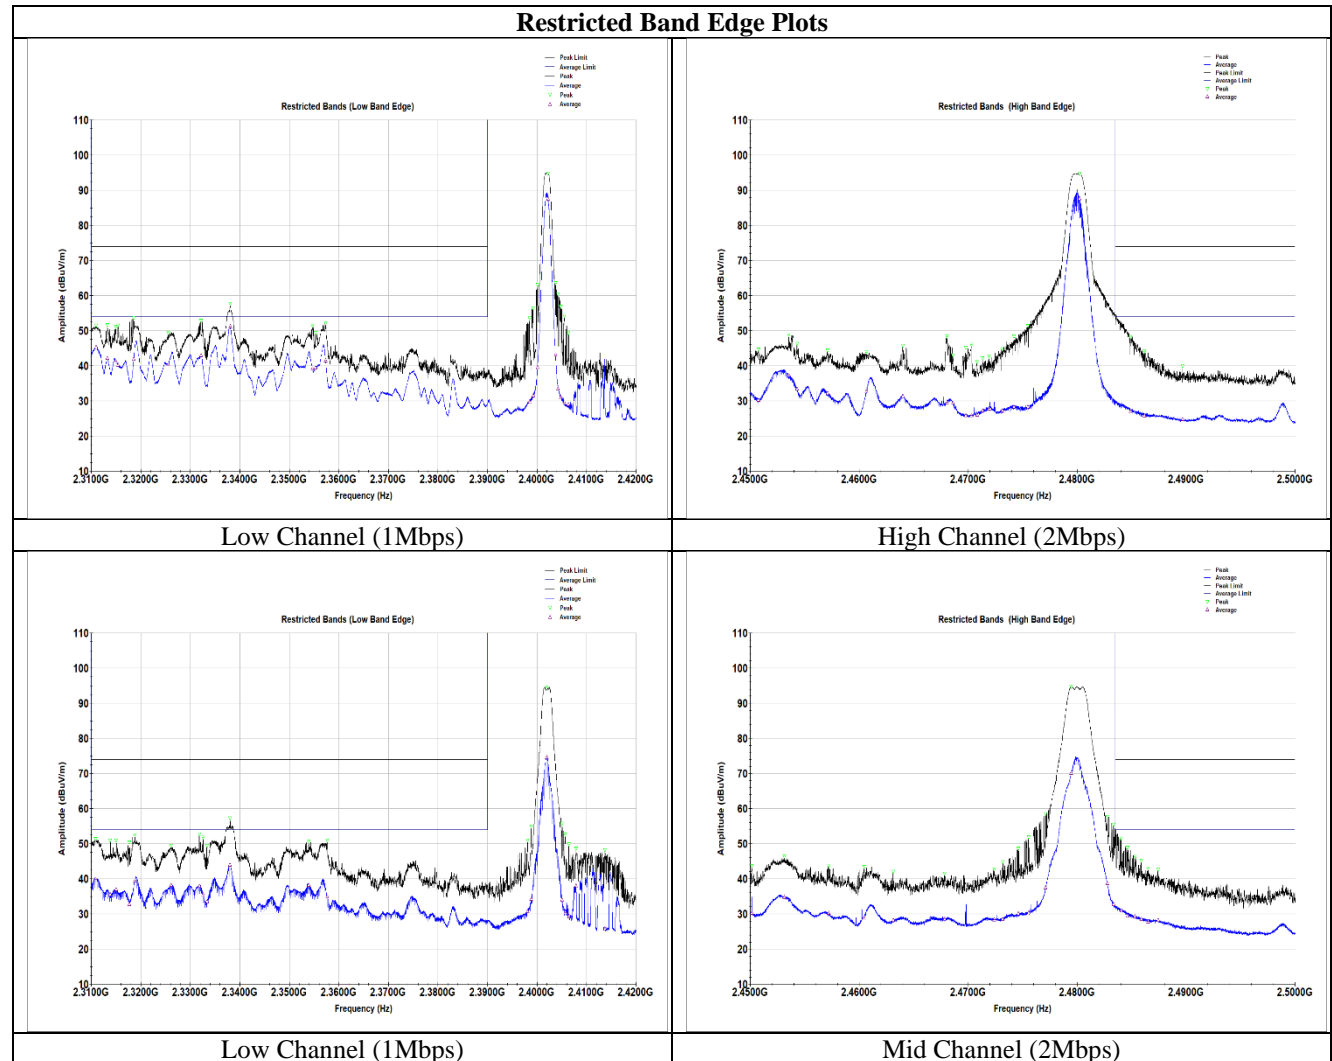 Restricted Band Edge Plots
Peak Limit
Average Limit
Peak
Average
Peak
Average
Restricted Bands (Low Band Edge)
110
100
90
80
70
60
50
40
30
20
10
Amplitude (dBuV/m)
2.3100G 2.3200G 2.3300G 2.3400G 2.3500G 2.3600G 2.3700G 2.3800G 2.3900G 2.4000G 2.4100G 2.4200G
Frequency (Hz)
Peak
Average
Peak Limit
Average Limit
Peak
Average
Restricted Bands (High Band Edge)
110
100
90
80
70
60
50
40
30
20
10
Amplitude (dBuV/m)
2.4500G 2.4600G 2.4700G 2.4800G 2.4900G 2.5000G
Frequency (Hz)
Low Channel (1Mbps)
High Channel (2Mbps)
Peak Limit
Average Limit
Peak
Average
Peak
Average
Restricted Bands (Low Band Edge)
110
100
90
80
70
60
50
40
30
20
10
Amplitude (dBuV/m)
2.3100G 2.3200G 2.3300G 2.3400G 2.3500G 2.3600G 2.3700G 2.3800G 2.3900G 2.4000G 2.4100G 2.4200G
Frequency (Hz)
Peak
Average
Peak Limit
Average Limit
Peak
Average
Restricted Bands (High Band Edge)
110
100
90
80
70
60
50
40
30
20
10
Amplitude (dBuV/m)
2.4500G 2.4600G 2.4700G 2.4800G 2.4900G 2.5000G
Frequency (Hz)
Low Channel (1Mbps)
Mid Channel (2Mbps)